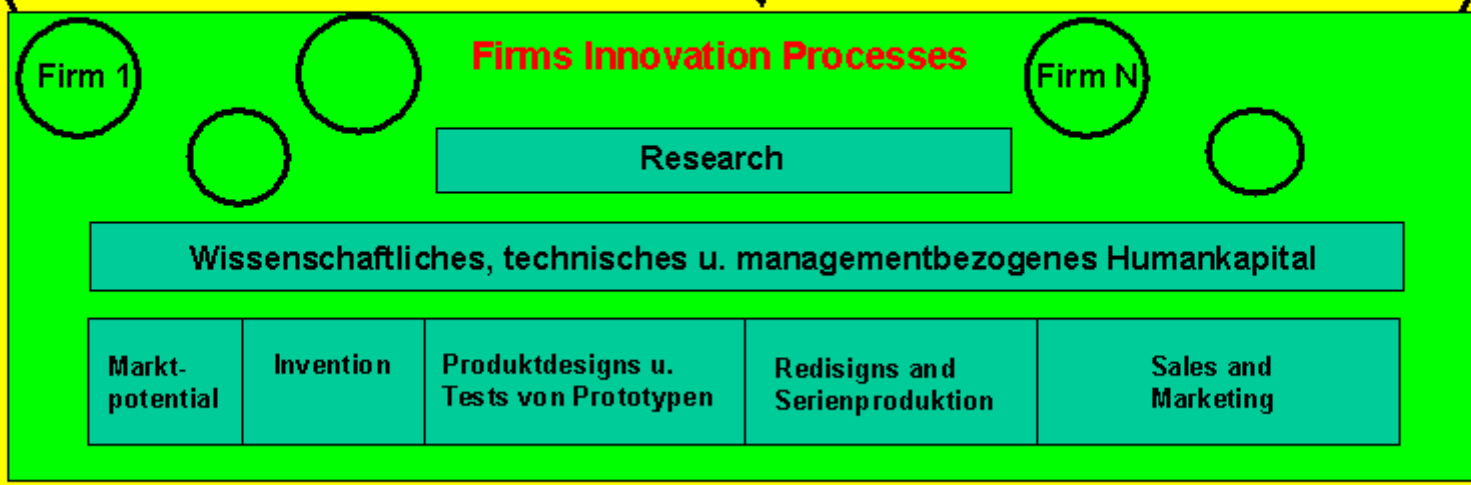 Firms Innovation Processes
Firm 1
Firm N
Research
Wissenschaftliches, technisches u. managementbezogenes Humankapital
Markt-
potential
Invention
Produktdesigns u.
Tests von Prototypen
Redisigns and
Serienproduktion
Sales and
Marketing